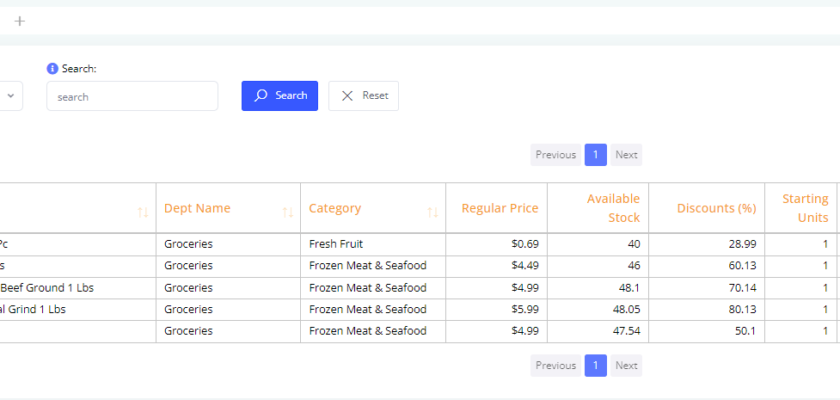 +
Search:
search
Search
Reset
Previous 1 Next
Dept Name Category Regular Price Available Stock Discounts (%) Starting Units
Pc Groceries Fresh Fruit $0.69 40 28.99 1
s Groceries Frozen Meat & Seafood $4.49 46 60.13 1
Beef Ground 1 Lbs Groceries Frozen Meat & Seafood $4.99 48.1 70.14 1
al Grind 1 Lbs Groceries Frozen Meat & Seafood $5.99 48.05 80.13 1
Groceries Frozen Meat & Seafood $4.99 47.54 50.1 1
Previous 1 Next